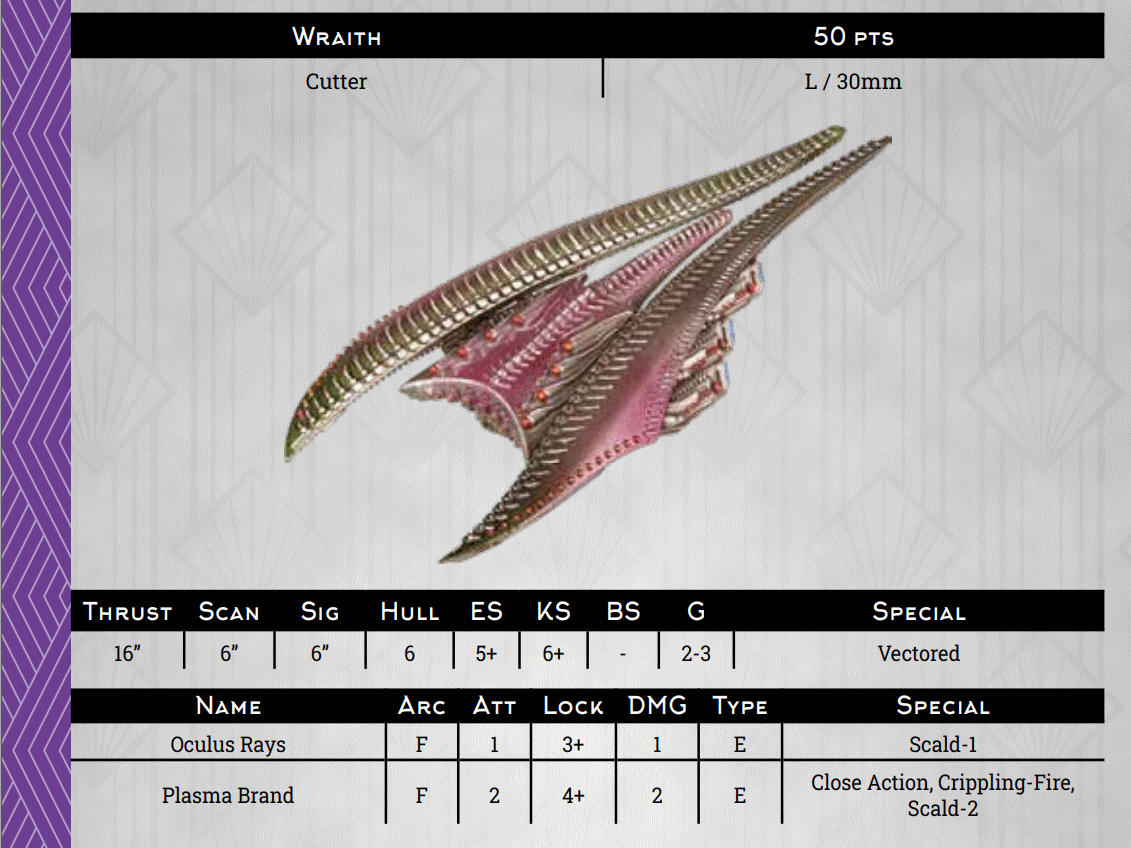 Wraith 50 pts
Cutter L / 30mm
Thrust Scan Sig Hull ES KS BS G Special
16” 6” 6” 6 5+ 6+ - 2-3 Vectored
Name Arc Att Lock DMG Type Special
Oculus Rays F 1 3+ 1 E Scald-1
Plasma Brand F 2 4+ 2 E Close Action, Crippling-Fire,
Scald-2